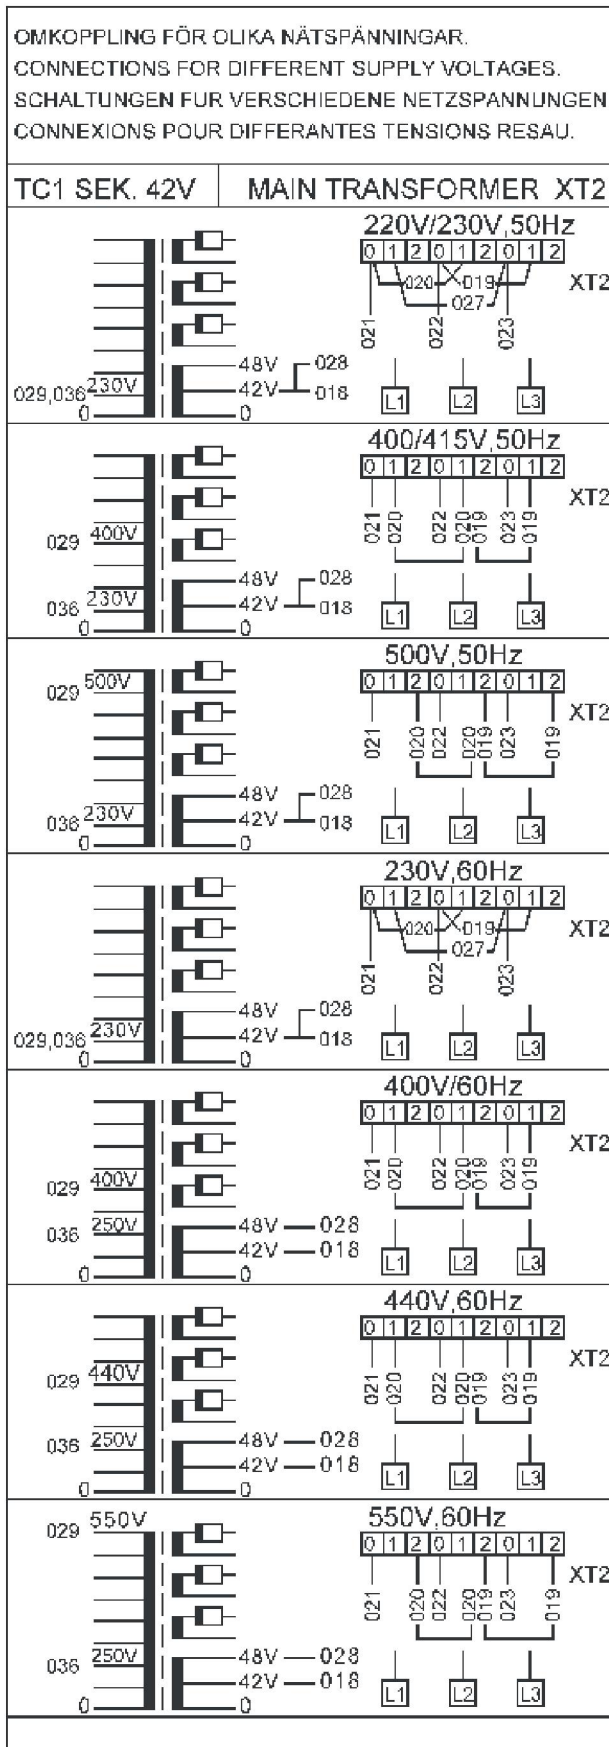 OMKOPPLING FÖR OLIKA NÄTSPÄNNINGAR.
CONNECTIONS FOR DIFFERENT SUPPLY VOLTAGES.
SCHALTUNGEN FUR VERSCHIEDENE NETZSPANNUNGEN
CONNEXIONS POUR DIFFERANTES TENSIONS RESAU.
TC1 SEK. 42V MAIN TRANSFORMER XT2
220V/230V,50Hz
0 1 2 0 1 2 0 1 2
XT2
020 019
027
021 022 023
48V 028
029,036 230V 42V 018
0 0
L1 L2 L3
400/415V,50Hz
0 1 2 0 1 2 0 1 2
XT2
021 020 022 020 019 023 019
029 400V
48V 028
036 230V 42V 018
0 0
L1 L2 L3
500V,50Hz
0 1 2 0 1 2 0 1 2
029 500V
XT2
021 020 022 020 019 023 019
48V 028
036 230V 42V 018
0 0
L1 L2 L3
230V,60Hz
0 1 2 0 1 2 0 1 2
XT2
020 019
027
021 022 023
48V 028
029,036 230V 42V 018
0 0
L1 L2 L3
400V/60Hz
0 1 2 0 1 2 0 1 2
XT2
021 020 022 020 019 023 019
029 400V
036 250V 48V 028
42V 018
0 0
L1 L2 L3
440V,60Hz
0 1 2 0 1 2 0 1 2
XT2
029 440V
021 020 022 020 019 023 019
036 250V 48V 028
42V 018
0 0
L1 L2 L3
029 550V 550V,60Hz
0 1 2 0 1 2 0 1 2
XT2
021 020 022 020 019 023 019
036 250V 48V 028
42V 018
0 0
L1 L2 L3